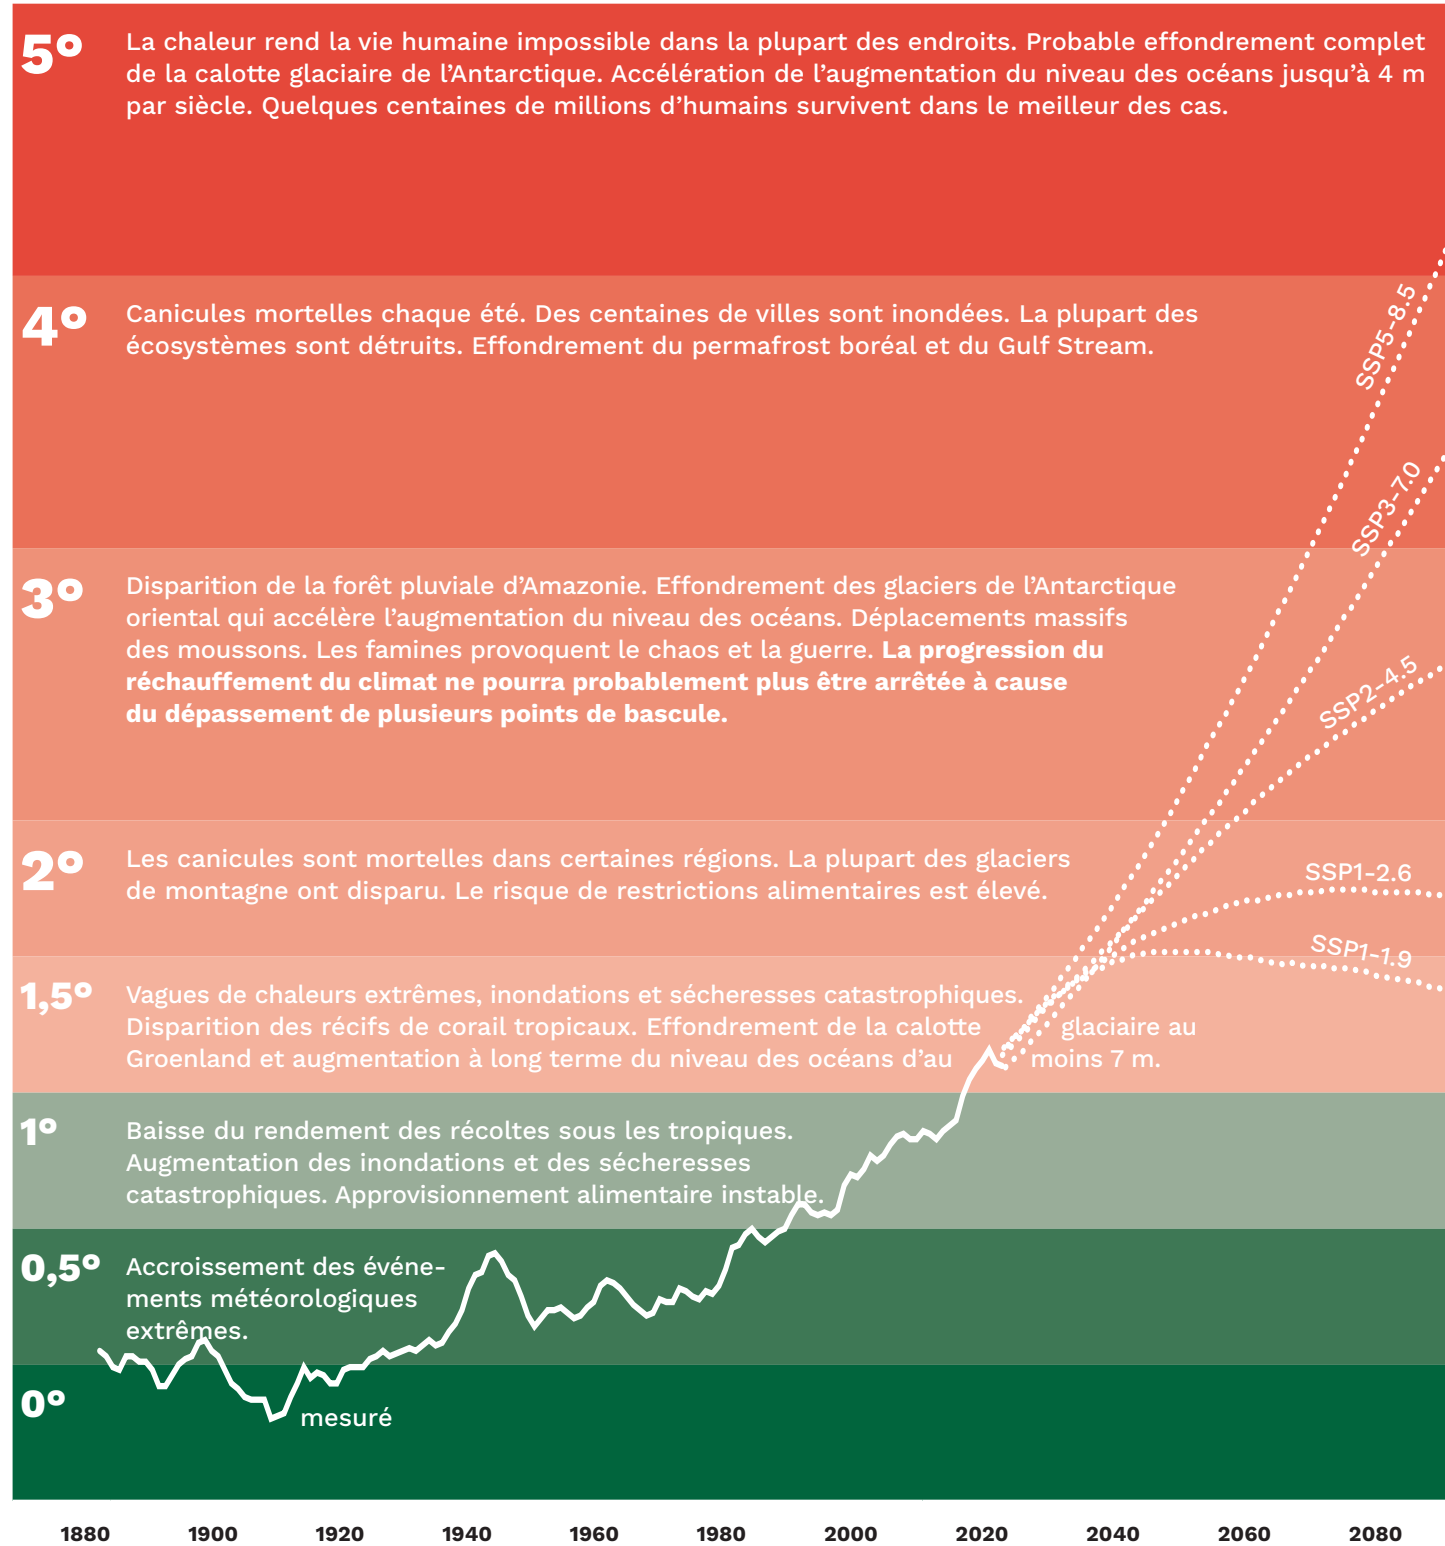 5°
La chaleur rend la vie humaine impossible dans la plupart des endroits. Probable effondrement complet
de la calotte glaciaire de l’Antarctique. Accélération de l’augmentation du niveau des océans jusqu’à 4 m
par siècle. Quelques centaines de millions d’humains survivent dans le meilleur des cas.
4°
Canicules mortelles chaque été. Des centaines de villes sont inondées. La plupart des
écosystèmes sont détruits. Effondrement du permafrost boréal et du Gulf Stream.
SSP5-8.5
SSP3-7.0
3°
Disparition de la forêt pluviale d’Amazonie. Effondrement des glaciers de l’Antarctique
oriental qui accélère l’augmentation du niveau des océans. Déplacements massifs
des moussons. Les famines provoquent le chaos et la guerre. La progression du
réchauffement du climat ne pourra probablement plus être arrêtée à cause
du dépassement de plusieurs points de bascule.
SSP2-4.5
2°
Les canicules sont mortelles dans certaines régions. La plupart des glaciers
de montagne ont disparu. Le risque de restrictions alimentaires est élevé.
SSP1-2.6
SSP1-1.9
1,5°
Vagues de chaleurs extrêmes, inondations et sécheresses catastrophiques.
Disparition des récifs de corail tropicaux. Effondrement de la calotte glaciaire au
Groenland et augmentation à long terme du niveau des océans d’au moins 7 m.
1°
Baisse du rendement des récoltes sous les tropiques.
Augmentation des inondations et des sécheresses
catastrophiques. Approvisionnement alimentaire instable.
0,5°
Accroissement des événe-
ments météorologiques
extrêmes.
0°
mesuré
1880 1900 1920 1940 1960 1980 2000 2020 2040 2060 2080